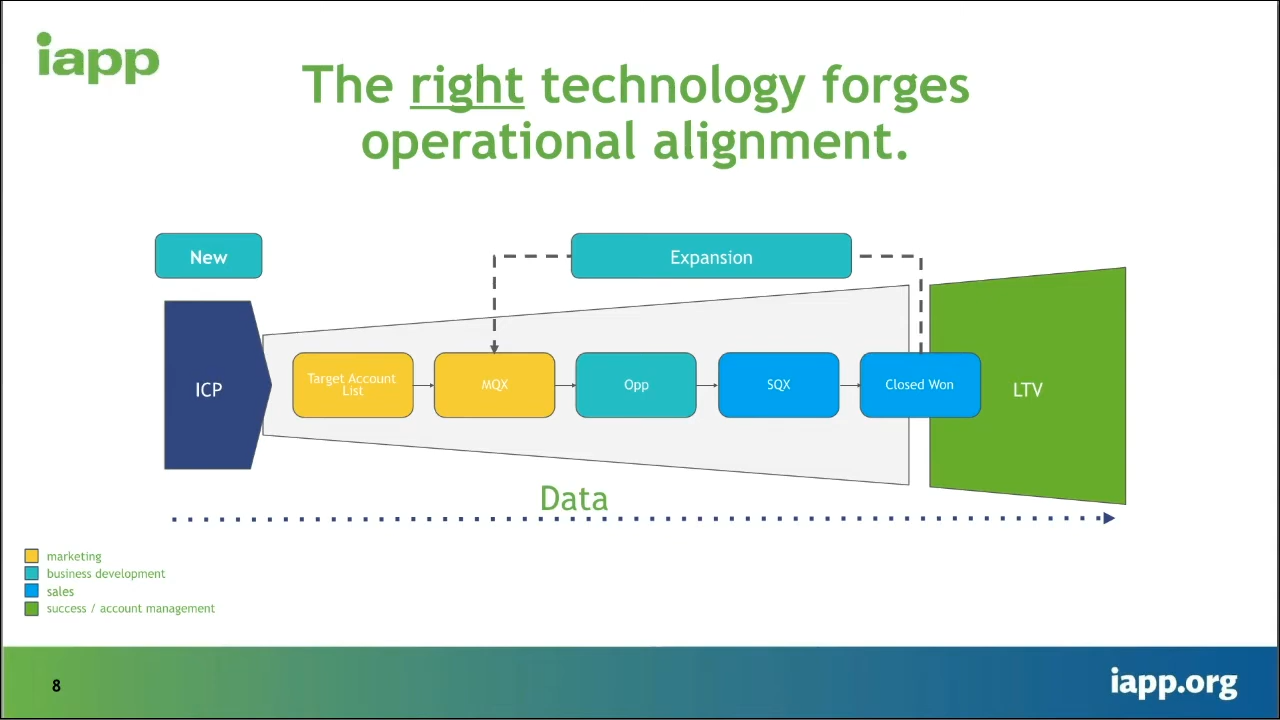 iapp
The right technology forges
operational alignment.
New
Expansion
ICP
Target Account
List
MQX
Opp
SQX
Closed Won
LTV
Data
marketing
business development
sales
success / account management
8
iapp.org